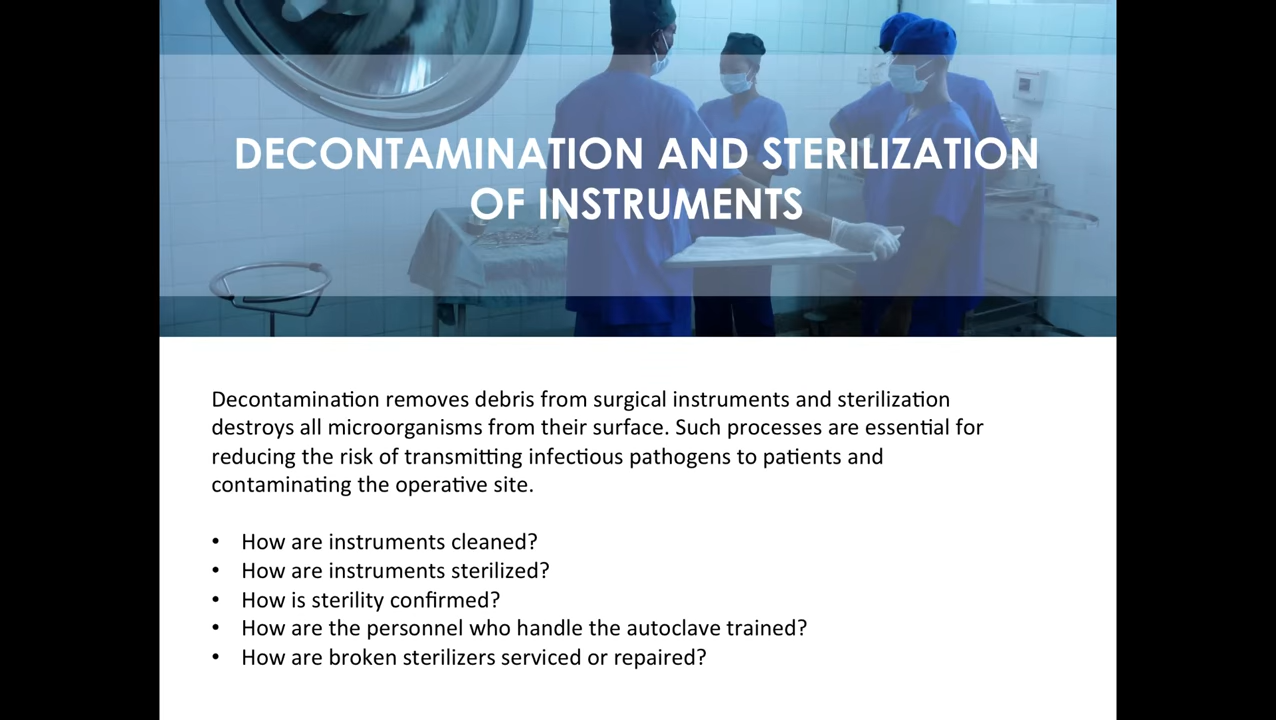 DECONTAMINATION AND STERILIZATION
OF INSTRUMENTS
Decontamination removes debris from surgical instruments and sterilization
destroys all microorganisms from their surface. Such processes are essential for
reducing the risk of transmitting infectious pathogens to patients and
contaminating the operative site.
• How are instruments cleaned?
• How are instruments sterilized?
• How is sterility confirmed?
• How are the personnel who handle the autoclave trained?
• How are broken sterilizers serviced or repaired?